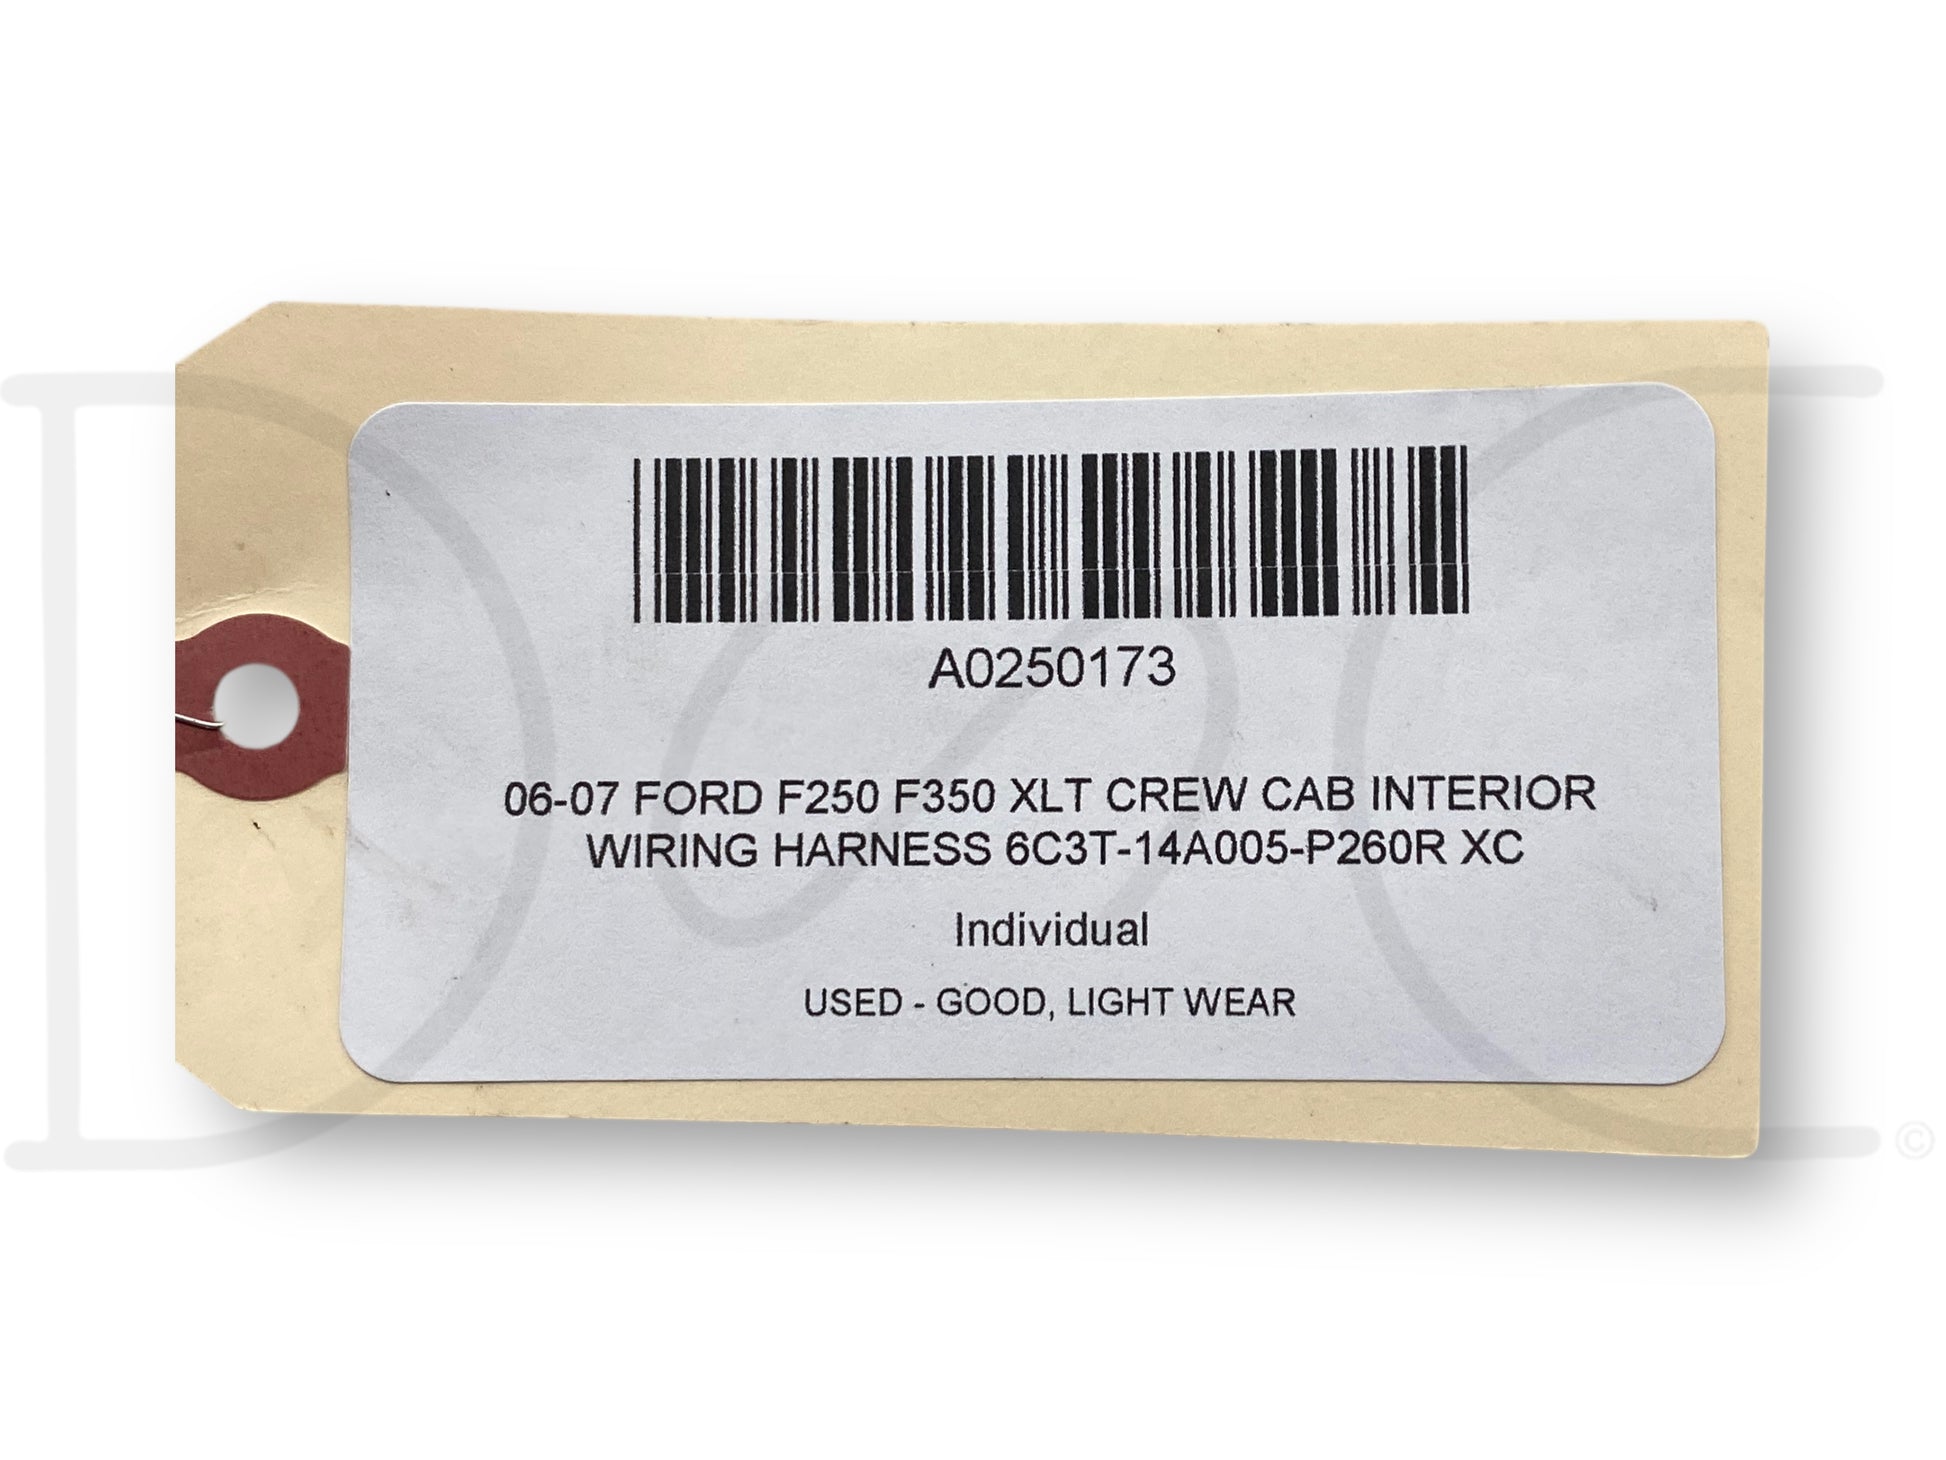 A0250173
06-07 FORD F250 F350 XLT CREW CAB INTERIOR
WIRING HARNESS 6C3T-14A005-P260R XC
Individual
USED - GOOD, LIGHT WEAR
©